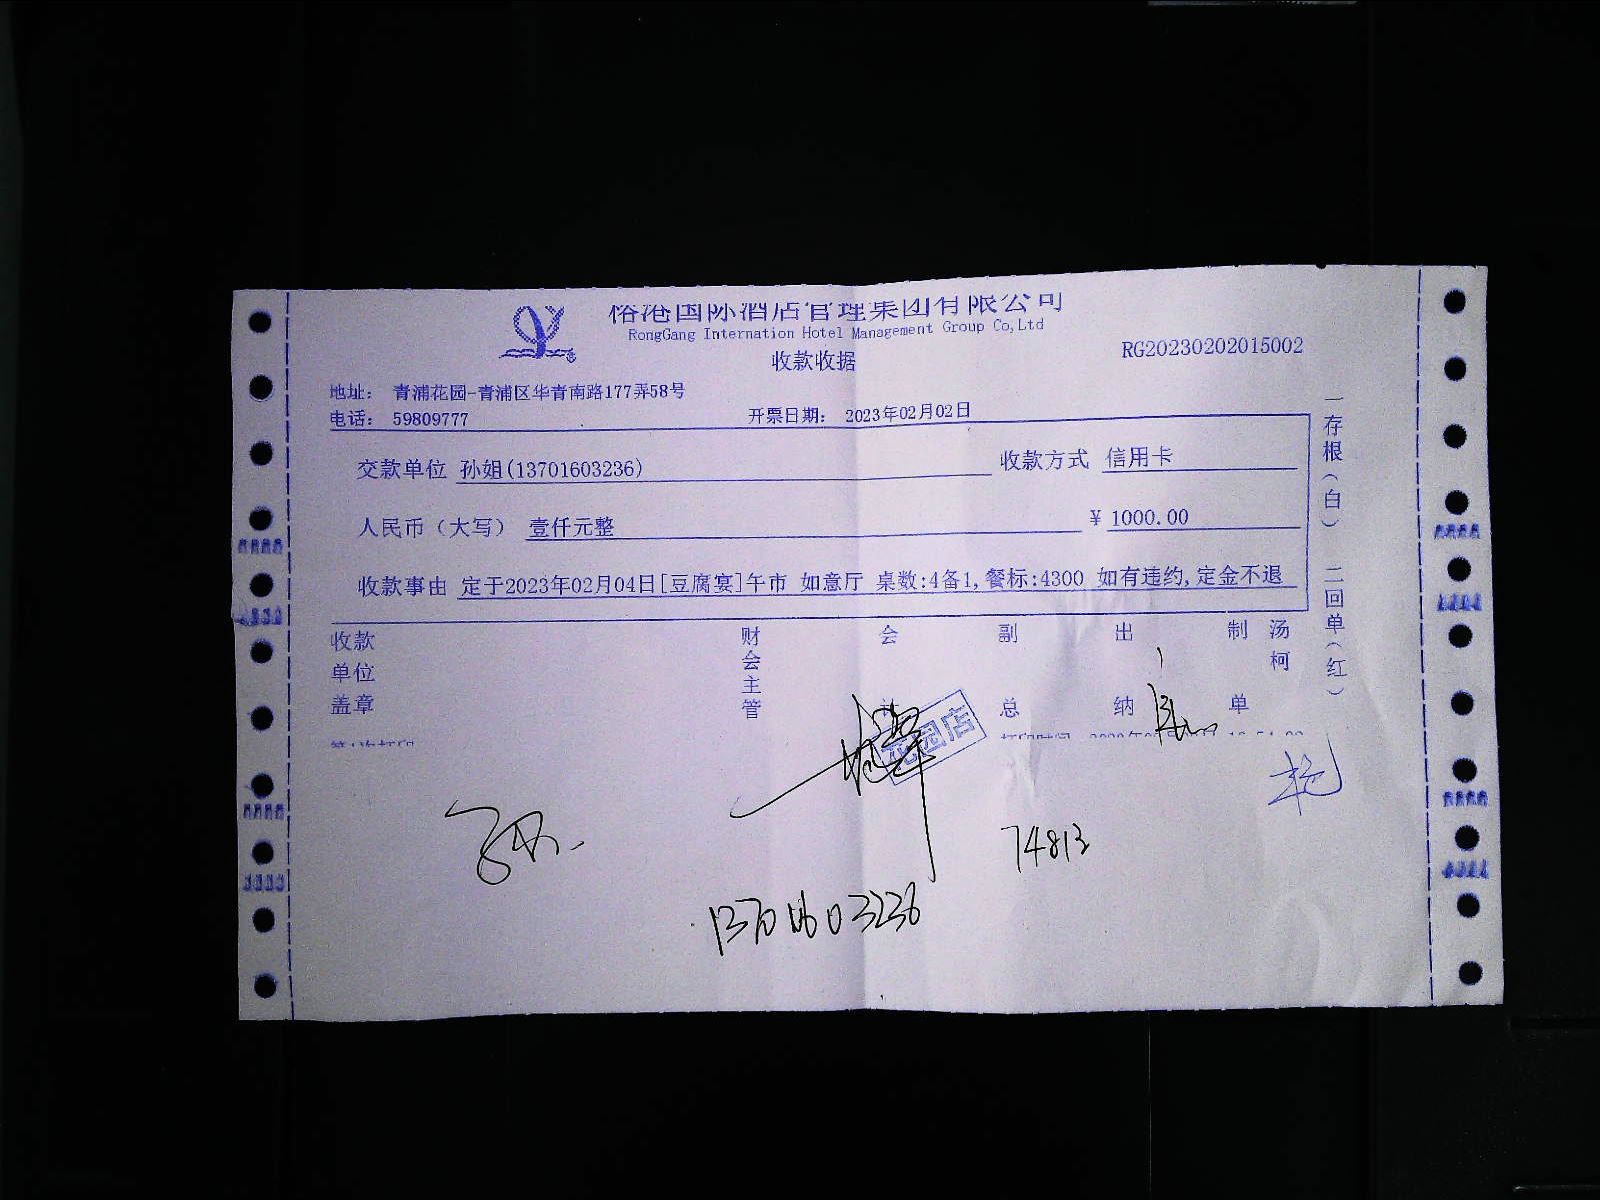 俗港国际酒店管理集团有限公司
RongGang Internation Hotel Management Group Co,Ltd
收款收据
RG20230202015002
地址： 青浦花园-青浦区华青南路177弄58号
电话： 59809777
开票日期： 2023年02月02日
交款单位 孙姐(13701603236)
收款方式 信用卡
人民币（大写） 壹仟元整
¥ 1000.00
收款事由 定于2023年02月04日[豆腐宴]午市 如意厅 桌数:4备1,餐标:4300 如有违约,定金不退
一存根（白） 二回单（红）
收款单位盖章
财会主管
会计
副总
出纳
制单
汤柯
花园店
74813
13701603236